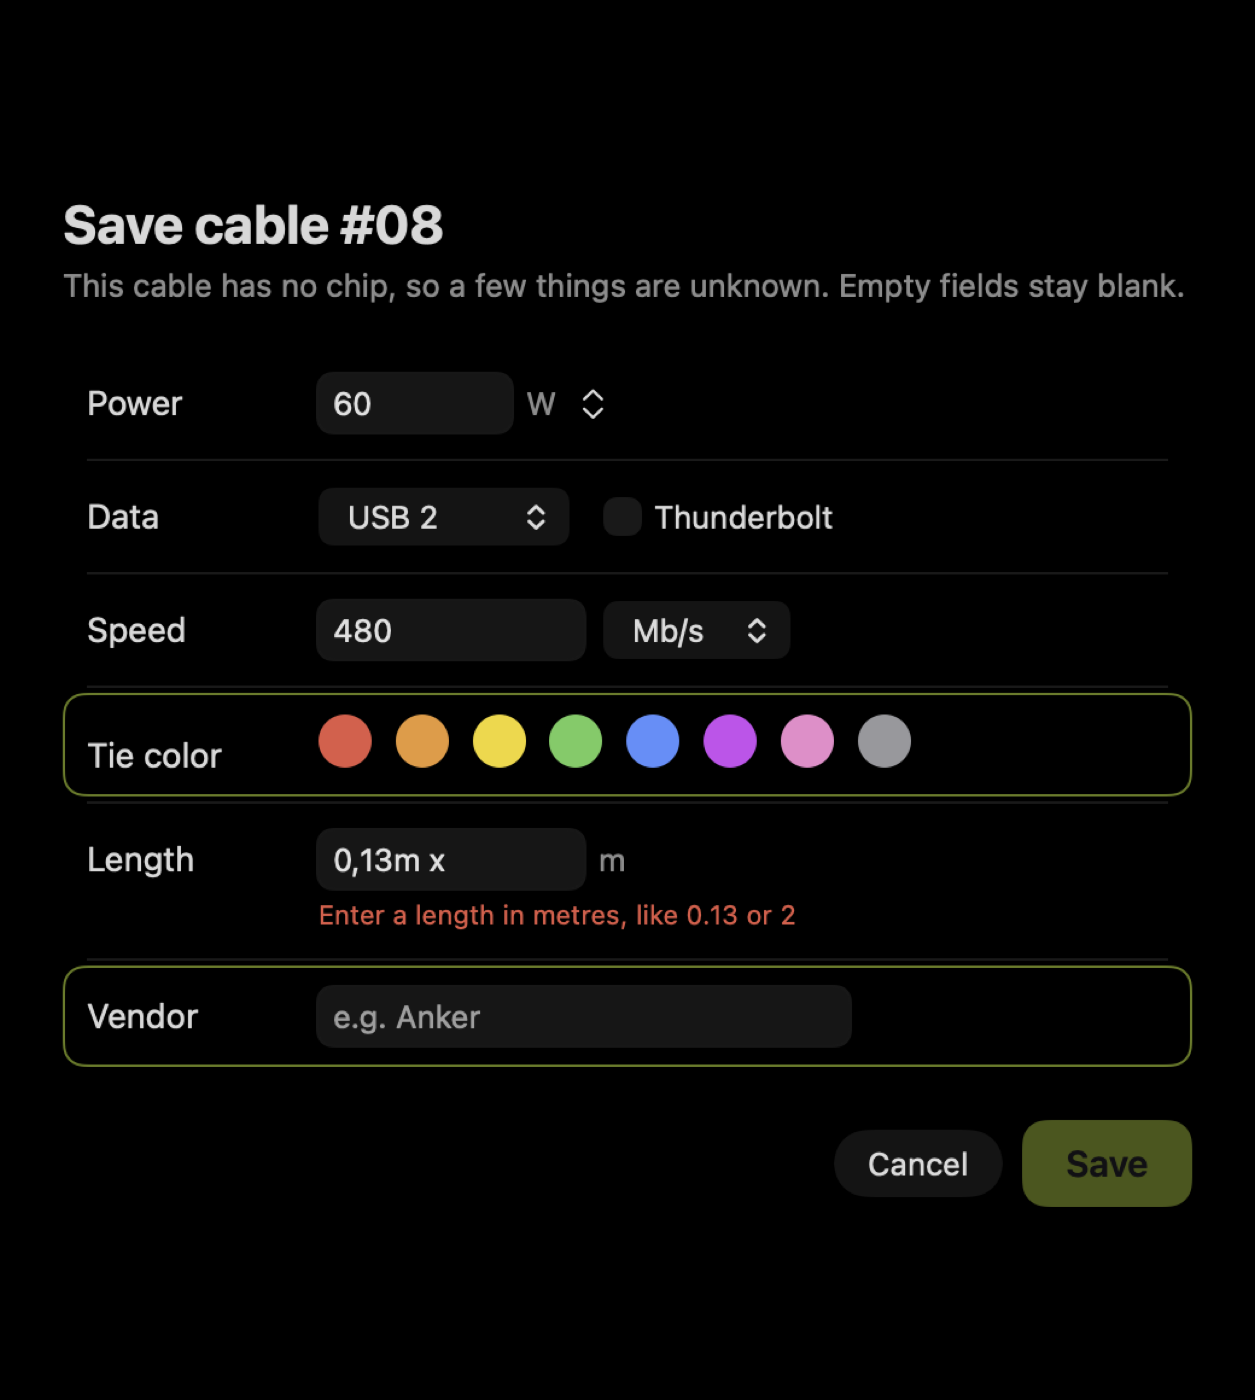 Save cable #08
This cable has no chip, so a few things are unknown. Empty fields stay blank.
Power 60 W
Data USB 2 Thunderbolt
Speed 480 Mb/s
Tie color
Length 0,13m x m
Enter a length in metres, like 0.13 or 2
Vendor e.g. Anker
Cancel Save